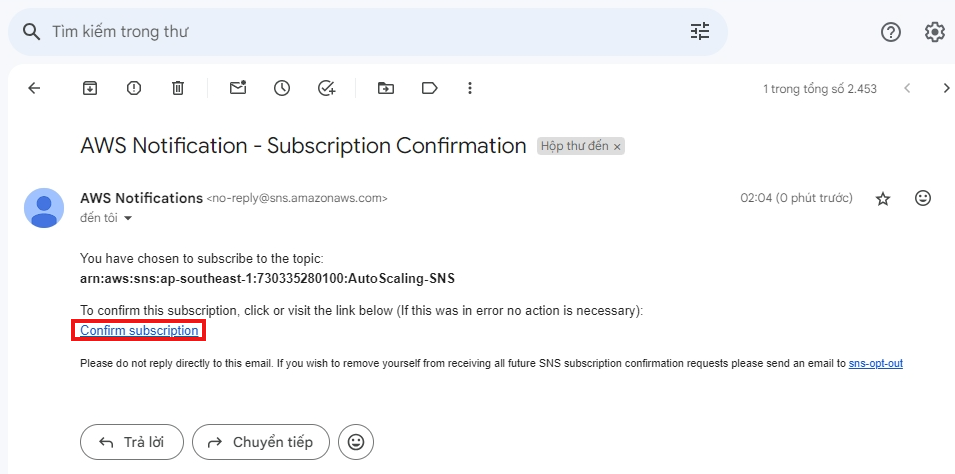 Tìm kiếm trong thư
1 trong tổng số 2.453
AWS Notification - Subscription Confirmation Hộp thư đến ×
AWS Notifications <no-reply@sns.amazonaws.com> 02:04 (0 phút trước)
đến tôi
You have chosen to subscribe to the topic:
arn:aws:sns:ap-southeast-1:730335280100:AutoScaling-SNS
To confirm this subscription, click or visit the link below (If this was in error no action is necessary):
Confirm subscription
Please do not reply directly to this email. If you wish to remove yourself from receiving all future SNS subscription confirmation requests please send an email to sns-opt-out
Trả lời Chuyển tiếp